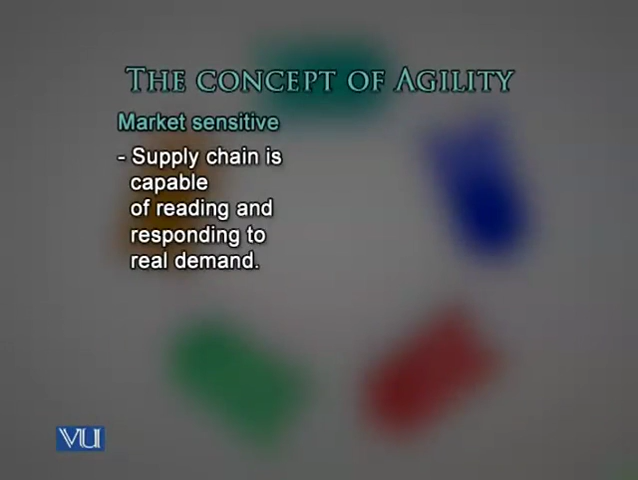 THE CONCEPT OF AGILITY
Market sensitive
- Supply chain is
capable
of reading and
responding to
real demand.
VU